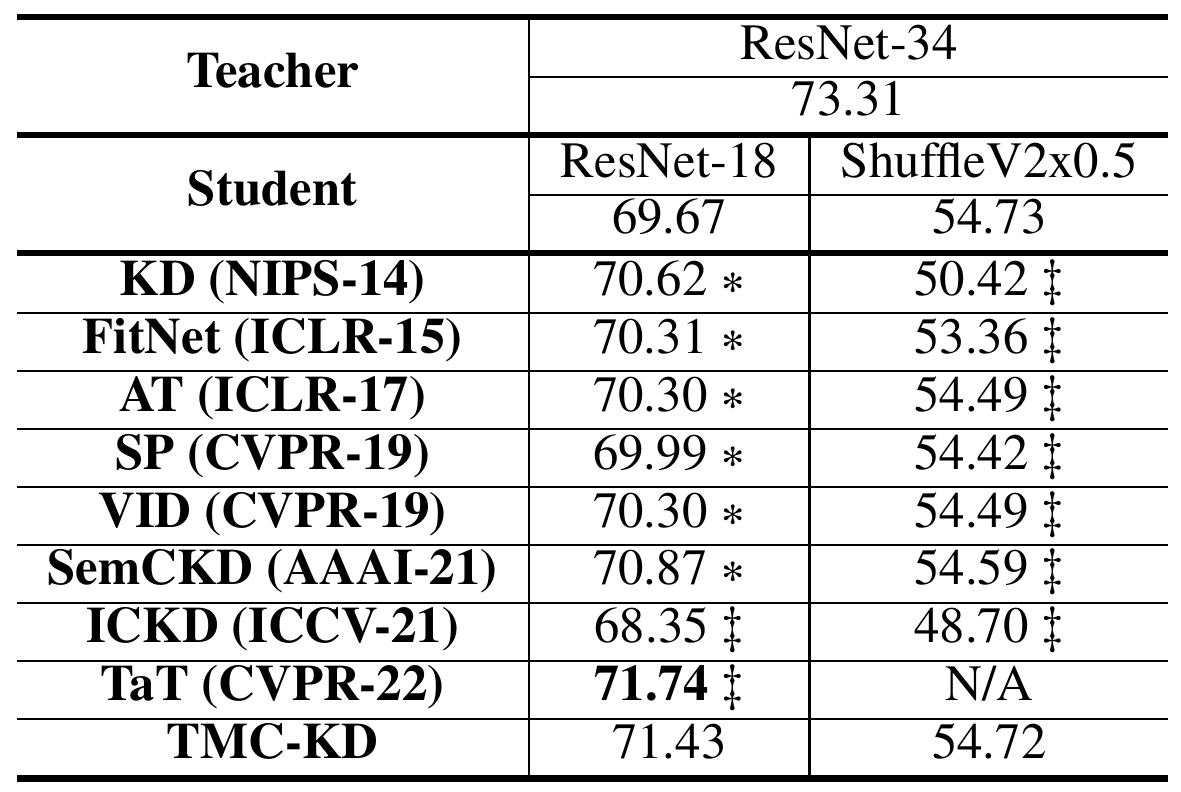 Teacher
ResNet-34
73.31
Student
ResNet-18 ShuffleV2x0.5
69.67 54.73
KD (NIPS-14) 70.62 * 50.42 ‡
FitNet (ICLR-15) 70.31 * 53.36 ‡
AT (ICLR-17) 70.30 * 54.49 ‡
SP (CVPR-19) 69.99 * 54.42 ‡
VID (CVPR-19) 70.30 * 54.49 ‡
SemCKD (AAAI-21) 70.87 * 54.59 ‡
ICKD (ICCV-21) 68.35 ‡ 48.70 ‡
TaT (CVPR-22) 71.74 ‡ N/A
TMC-KD 71.43 54.72